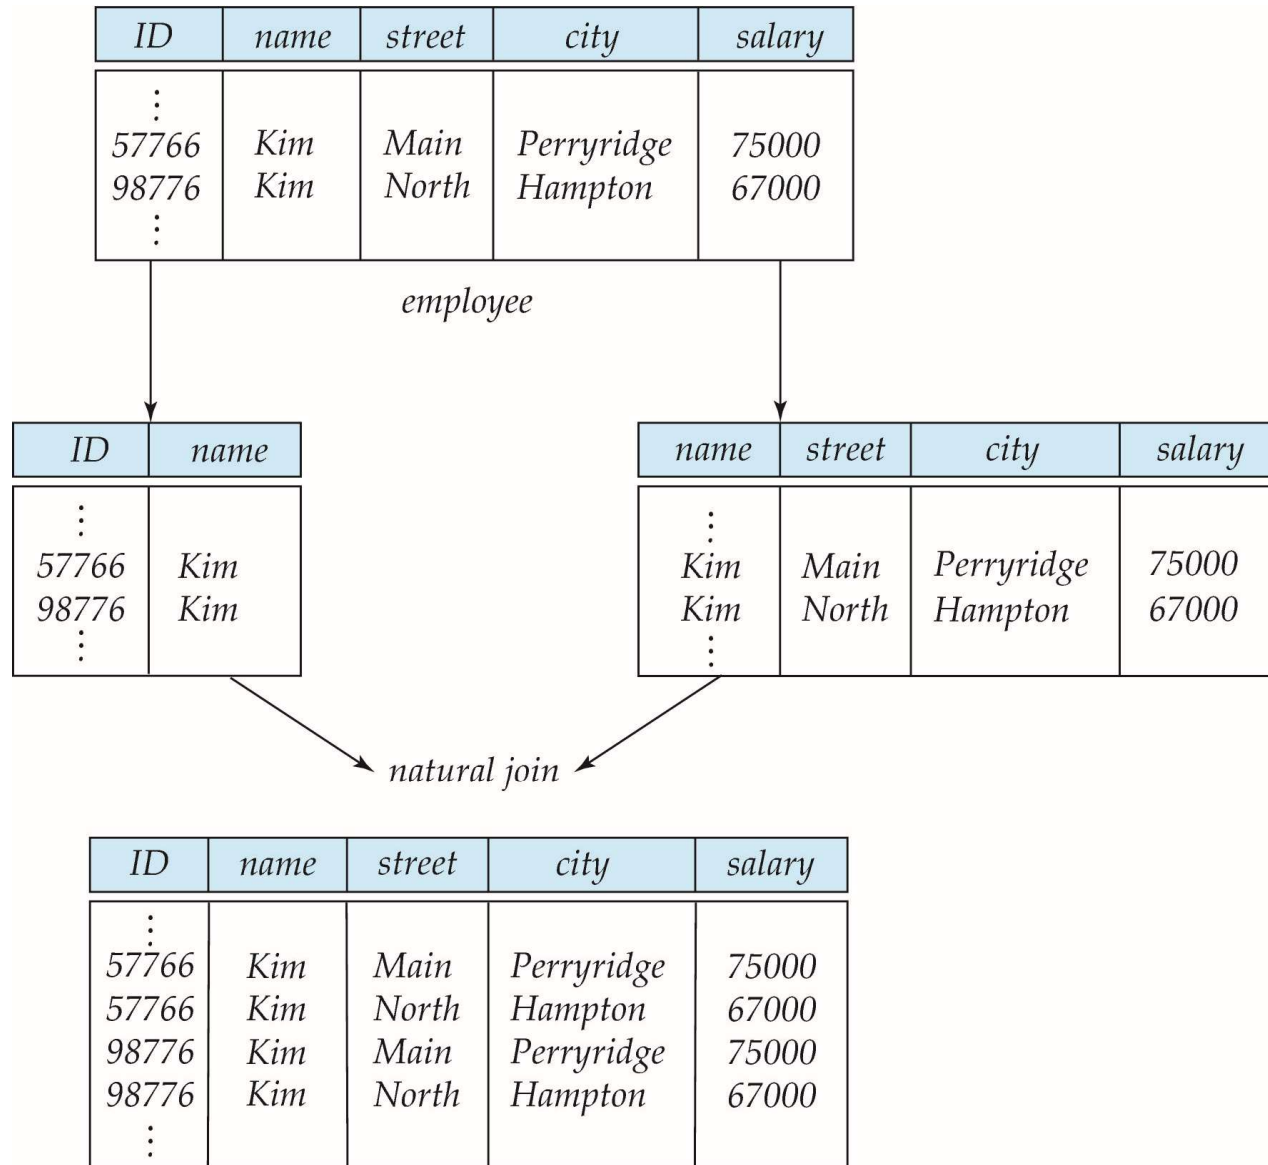 ID name street city salary
⋮
57766 Kim Main Perryridge 75000
98776 Kim North Hampton 67000
⋮
employee
ID name
⋮
57766 Kim
98776 Kim
⋮
name street city salary
⋮
Kim Main Perryridge 75000
Kim North Hampton 67000
⋮
natural join
ID name street city salary
⋮
57766 Kim Main Perryridge 75000
57766 Kim North Hampton 67000
98776 Kim Main Perryridge 75000
98776 Kim North Hampton 67000
⋮